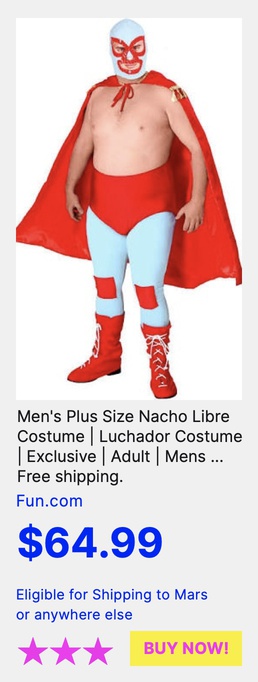 Men's Plus Size Nacho Libre
Costume | Luchador Costume
| Exclusive | Adult | Mens ...
Free shipping.
Fun.com
$64.99
Eligible for Shipping to Mars
or anywhere else
BUY NOW!